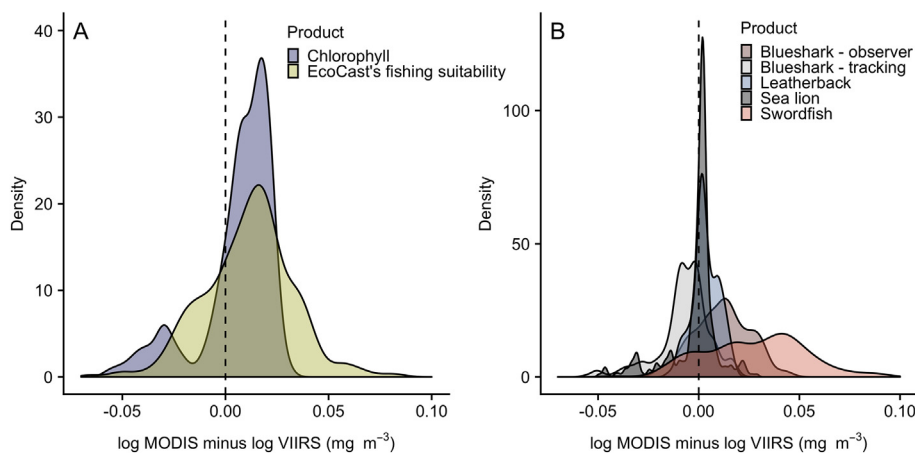 A
Product
Chlorophyll
EcoCast's fishing suitability
40
30
20
10
0
Density
-0.05
0.00
0.05
0.10
log MODIS minus log VIIRS (mg m⁻³)
B
Product
Blueshark - observer
Blueshark - tracking
Leatherback
Sea lion
Swordfish
100
50
0
Density
-0.05
0.00
0.05
0.10
log MODIS minus log VIIRS (mg m⁻³)